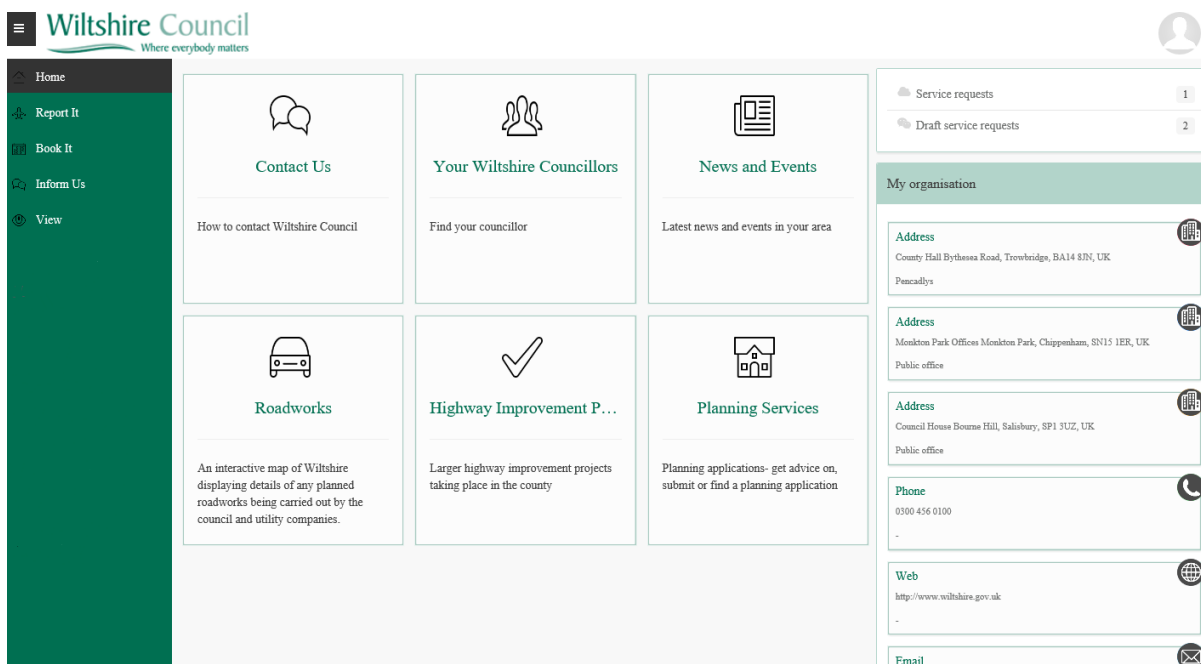 Wiltshire Council
Where everybody matters
Home
Report It
Book It
Inform Us
View
Contact Us
How to contact Wiltshire Council
Your Wiltshire Councillors
Find your councillor
News and Events
Latest news and events in your area
Roadworks
An interactive map of Wiltshire
displaying details of any planned
roadworks being carried out by the
council and utility companies.
Highway Improvement P...
Larger highway improvement projects
taking place in the county
Planning Services
Planning applications- get advice on,
submit or find a planning application
Service requests 1
Draft service requests 2
My organisation
Address
County Hall Bythesea Road, Trowbridge, BA14 8JN, UK
Pencadlys
Address
Monkton Park Offices Monkton Park, Chippenham, SN15 1ER, UK
Public office
Address
Council House Bourne Hill, Salisbury, SP1 3UZ, UK
Public office
Phone
0300 456 0100
-
Web
http://www.wiltshire.gov.uk
-
Email